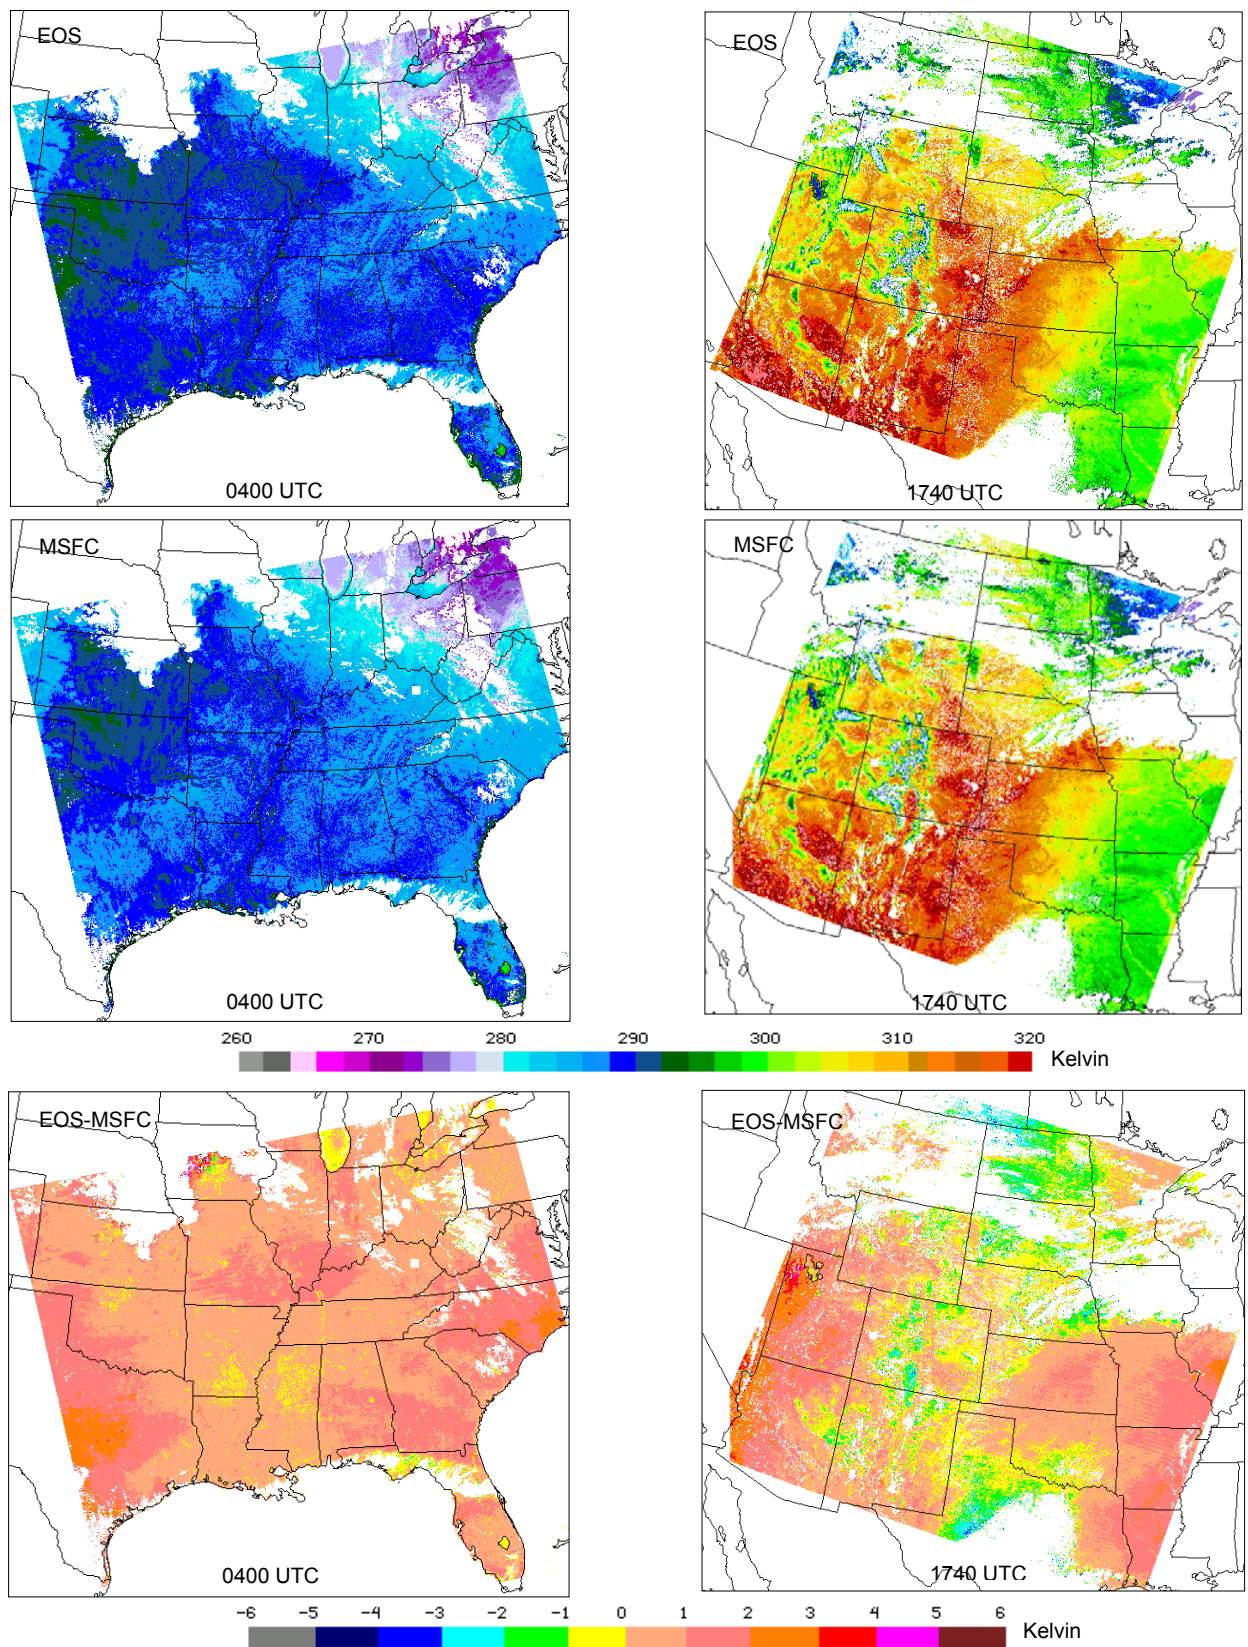 EOS
EOS
0400 UTC
1740 UTC
MSFC
MSFC
0400 UTC
1740 UTC
260 270 280 290 300 310 320 Kelvin
EOS-MSFC
EOS-MSFC
0400 UTC
1740 UTC
-6 -5 -4 -3 -2 -1 0 1 2 3 4 5 6 Kelvin